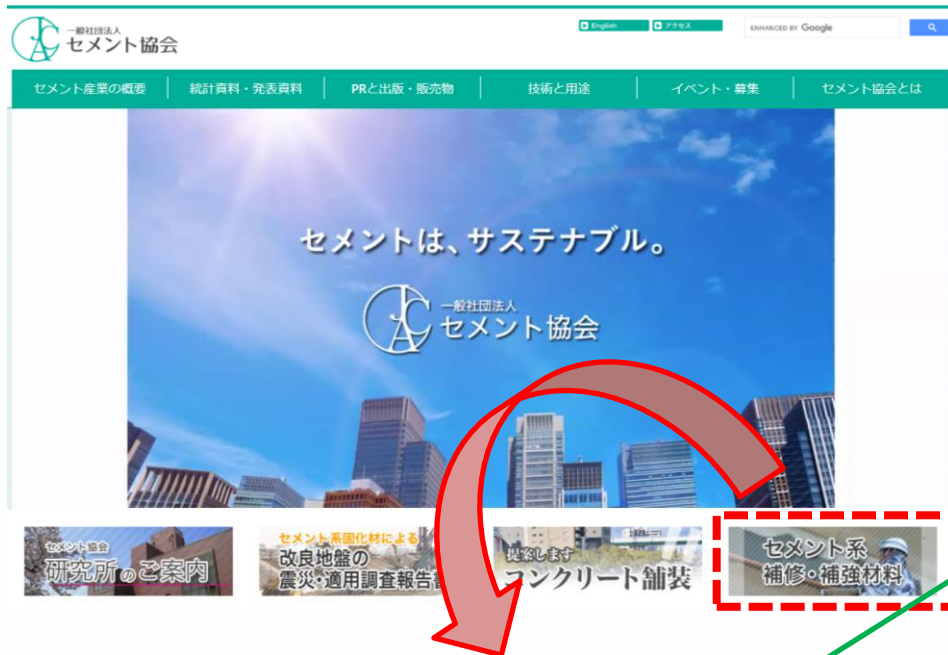 一般社団法人
セメント協会
English
アクセス
ENHANCED BY Google
セメント産業の概要
統計資料・発表資料
PRと出版・販売物
技術と用途
イベント・募集
セメント協会とは
セメントは、サステナブル。
JCA
一般社団法人
セメント協会
セメント協会
研究所のご案内
セメント系固化材による
改良地盤の
震災・適用調査報告書
提案します
コンクリート舗装
セメント系
補修・補強材料